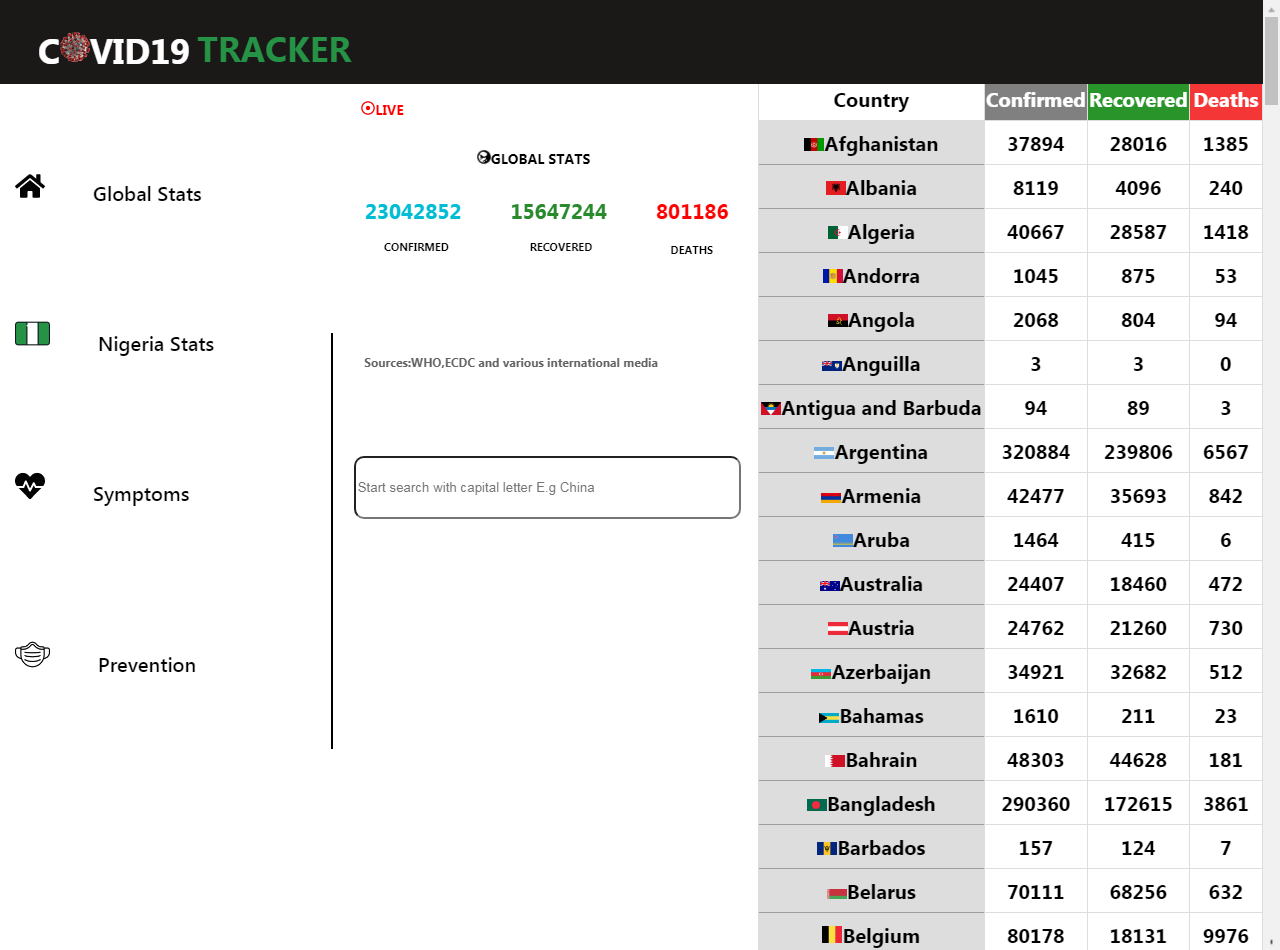 COVID19 TRACKER
LIVE
GLOBAL STATS
23042852 15647244 801186
CONFIRMED RECOVERED DEATHS
Global Stats
Nigeria Stats
Symptoms
Prevention
Sources:WHO,ECDC and various international media
Start search with capital letter E.g China
Country Confirmed Recovered Deaths
Afghanistan 37894 28016 1385
Albania 8119 4096 240
Algeria 40667 28587 1418
Andorra 1045 875 53
Angola 2068 804 94
Anguilla 3 3 0
Antigua and Barbuda 94 89 3
Argentina 320884 239806 6567
Armenia 42477 35693 842
Aruba 1464 415 6
Australia 24407 18460 472
Austria 24762 21260 730
Azerbaijan 34921 32682 512
Bahamas 1610 211 23
Bahrain 48303 44628 181
Bangladesh 290360 172615 3861
Barbados 157 124 7
Belarus 70111 68256 632
Belgium 80178 18131 9976